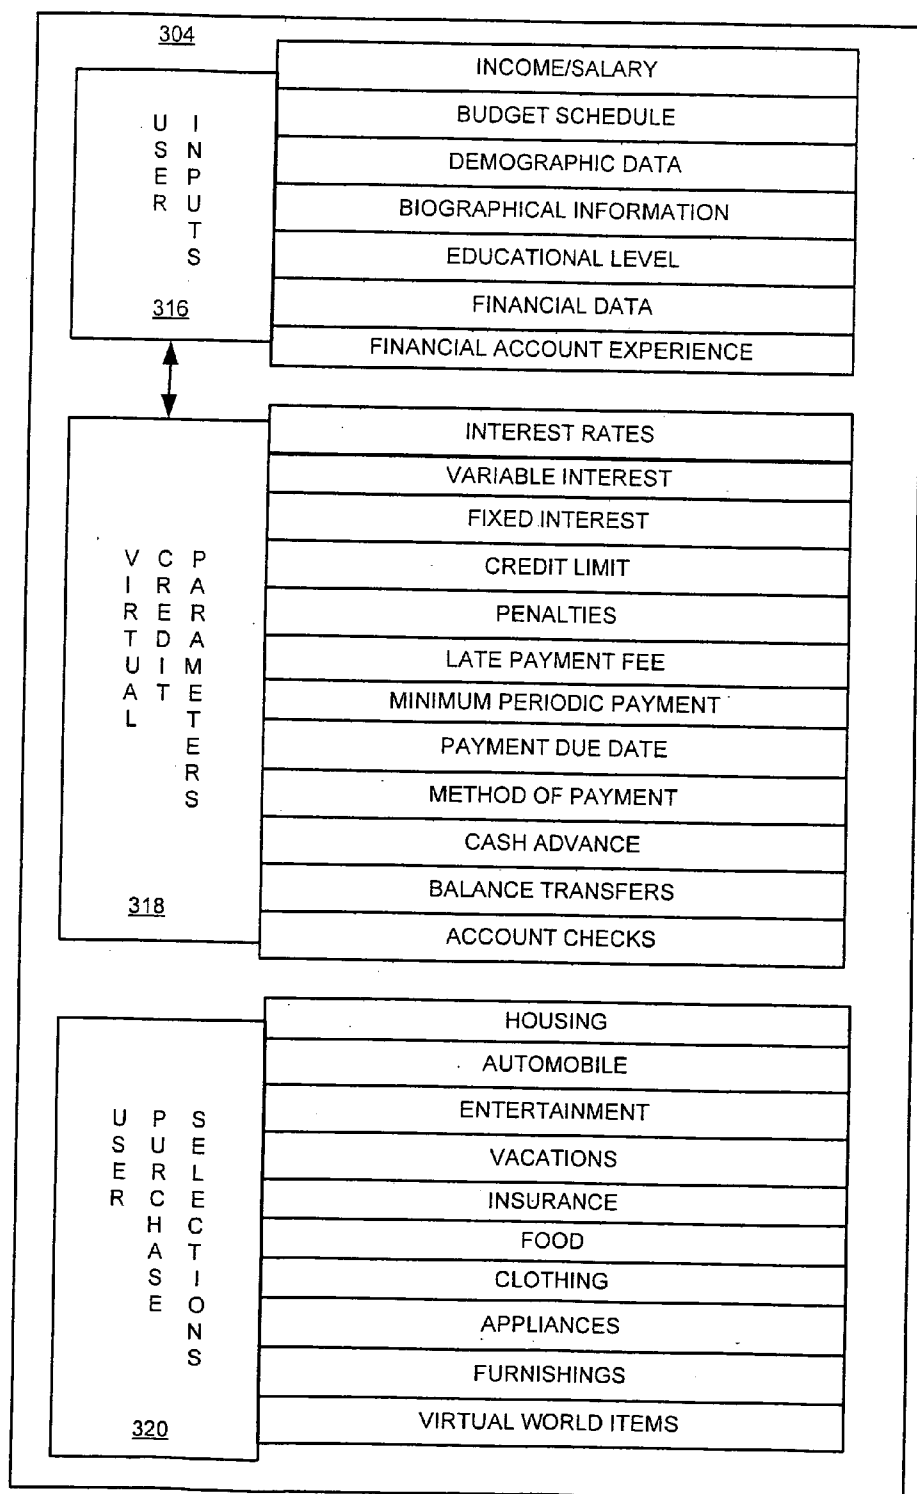 304
USER INPUTS
316
INCOME/SALARY
BUDGET SCHEDULE
DEMOGRAPHIC DATA
BIOGRAPHICAL INFORMATION
EDUCATIONAL LEVEL
FINANCIAL DATA
FINANCIAL ACCOUNT EXPERIENCE
VIRTUAL CREDIT PARAMETERS
318
INTEREST RATES
VARIABLE INTEREST
FIXED INTEREST
CREDIT LIMIT
PENALTIES
LATE PAYMENT FEE
MINIMUM PERIODIC PAYMENT
PAYMENT DUE DATE
METHOD OF PAYMENT
CASH ADVANCE
BALANCE TRANSFERS
ACCOUNT CHECKS
USER PURCHASE SELECTIONS
320
HOUSING
AUTOMOBILE
ENTERTAINMENT
VACATIONS
INSURANCE
FOOD
CLOTHING
APPLIANCES
FURNISHINGS
VIRTUAL WORLD ITEMS